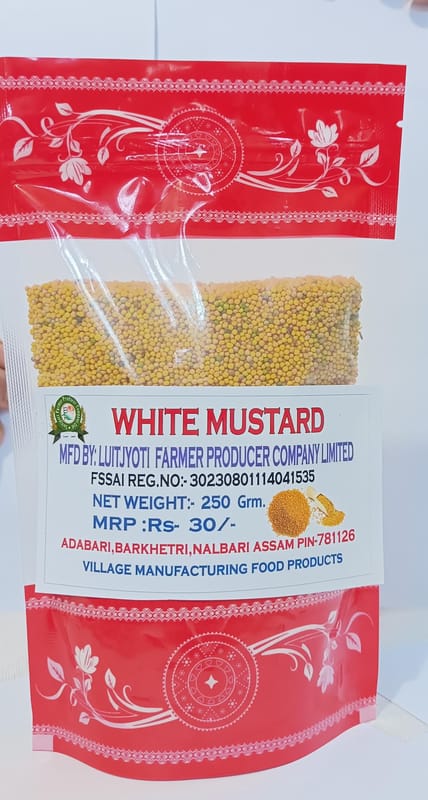 WHITE MUSTARD
MFD BY: LUITJYOTI FARMER PRODUCER COMPANY LIMITED
FSSAI REG.NO:- 30230801114041535
NET WEIGHT:- 250 Grm.
MRP :Rs- 30/-
ADABARI,BARKHETRI,NALBARI ASSAM PIN-781126
VILLAGE MANUFACTURING FOOD PRODUCTS